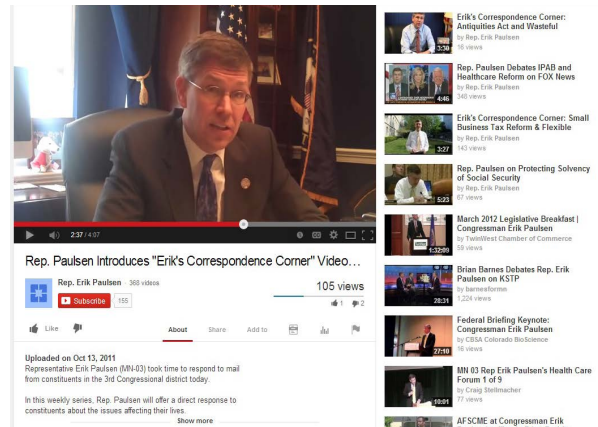 2:37 / 4:07
Rep. Paulsen Introduces "Erik's Correspondence Corner" Video…
Rep. Erik Paulsen · 368 videos
Subscribe 155
105 views
1 2
Like About Share Add to
Uploaded on Oct 13, 2011
Representative Erik Paulsen (MN-03) took time to respond to mail
from constituents in the 3rd Congressional district today.
In this weekly series, Rep. Paulsen will offer a direct response to
constituents about the issues affecting their lives.
Show more
Erik's Correspondence Corner:
Antiquities Act and Wasteful
by Rep. Erik Paulsen
16 views
3:30
Rep. Paulsen Debates IPAB and
Healthcare Reform on FOX News
by Rep. Erik Paulsen
348 views
4:46
Erik's Correspondence Corner: Small
Business Tax Reform & Flexible
by Rep. Erik Paulsen
143 views
3:27
Rep. Paulsen on Protecting Solvency
of Social Security
by Rep. Erik Paulsen
67 views
5:23
March 2012 Legislative Breakfast |
Congressman Erik Paulsen
by TwinWest Chamber of Commerce
59 views
1:32:09
Brian Barnes Debates Rep. Erik
Paulsen on KSTP
by barnesformn
1,224 views
28:31
Federal Briefing Keynote:
Congressman Erik Paulsen
by CBSA Colorado BioScience
16 views
27:10
MN 03 Rep Erik Paulsen's Health Care
Forum 1 of 9
by Craig Stellmacher
77 views
10:01
AFSCME at Congressman Erik